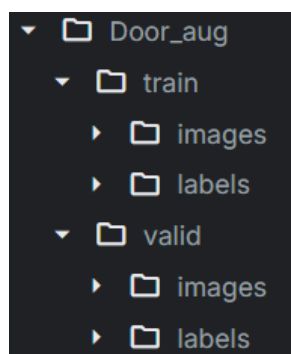 Door_aug
train
images
labels
valid
images
labels